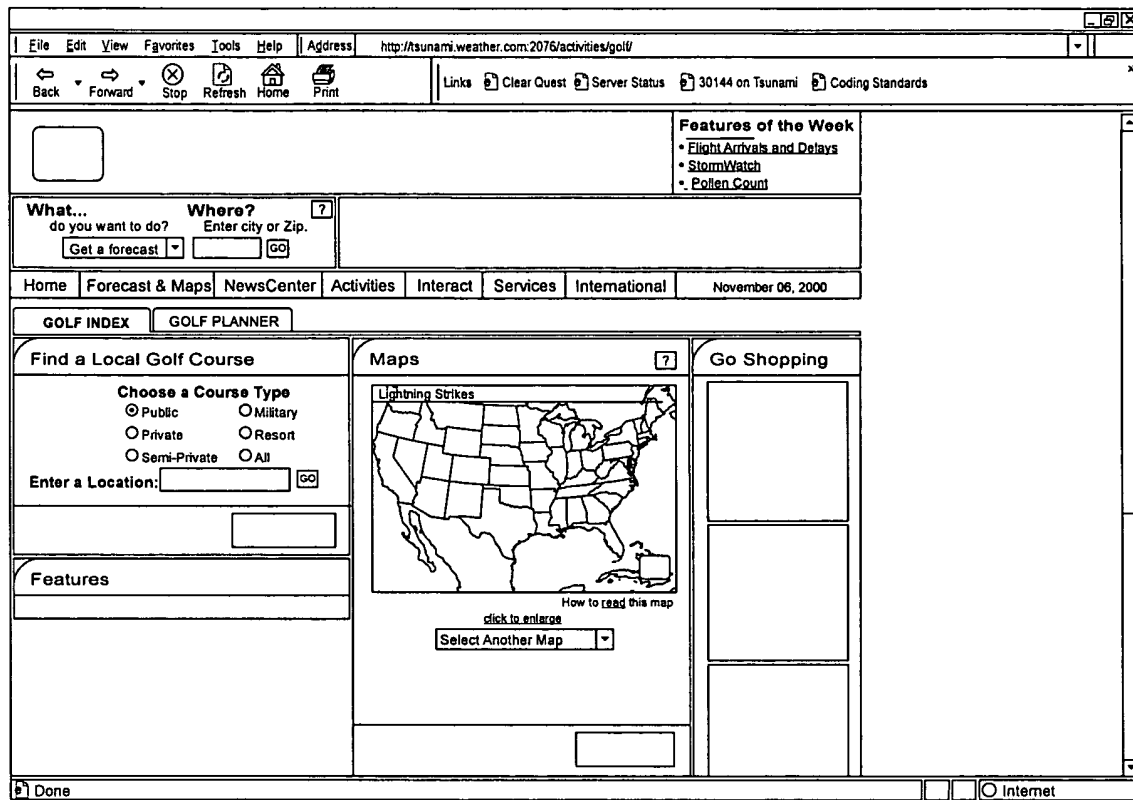 File Edit View Favorites Tools Help Address http://tsunami.weather.com:2076/activities/golf/
Back Forward Stop Refresh Home Print Links Clear Quest Server Status 30144 on Tsunami Coding Standards
Features of the Week
• Flight Arrivals and Delays
• StormWatch
• Pollen Count
What... Where? ?
do you want to do? Enter city or Zip.
Get a forecast GO
Home Forecast & Maps NewsCenter Activities Interact Services International November 06, 2000
GOLF INDEX GOLF PLANNER
Find a Local Golf Course
Choose a Course Type
Public Military
Private Resort
Semi-Private All
Enter a Location: GO
Features
Maps ?
Lightning Strikes
How to read this map
click to enlarge
Select Another Map
Go Shopping
Done Internet